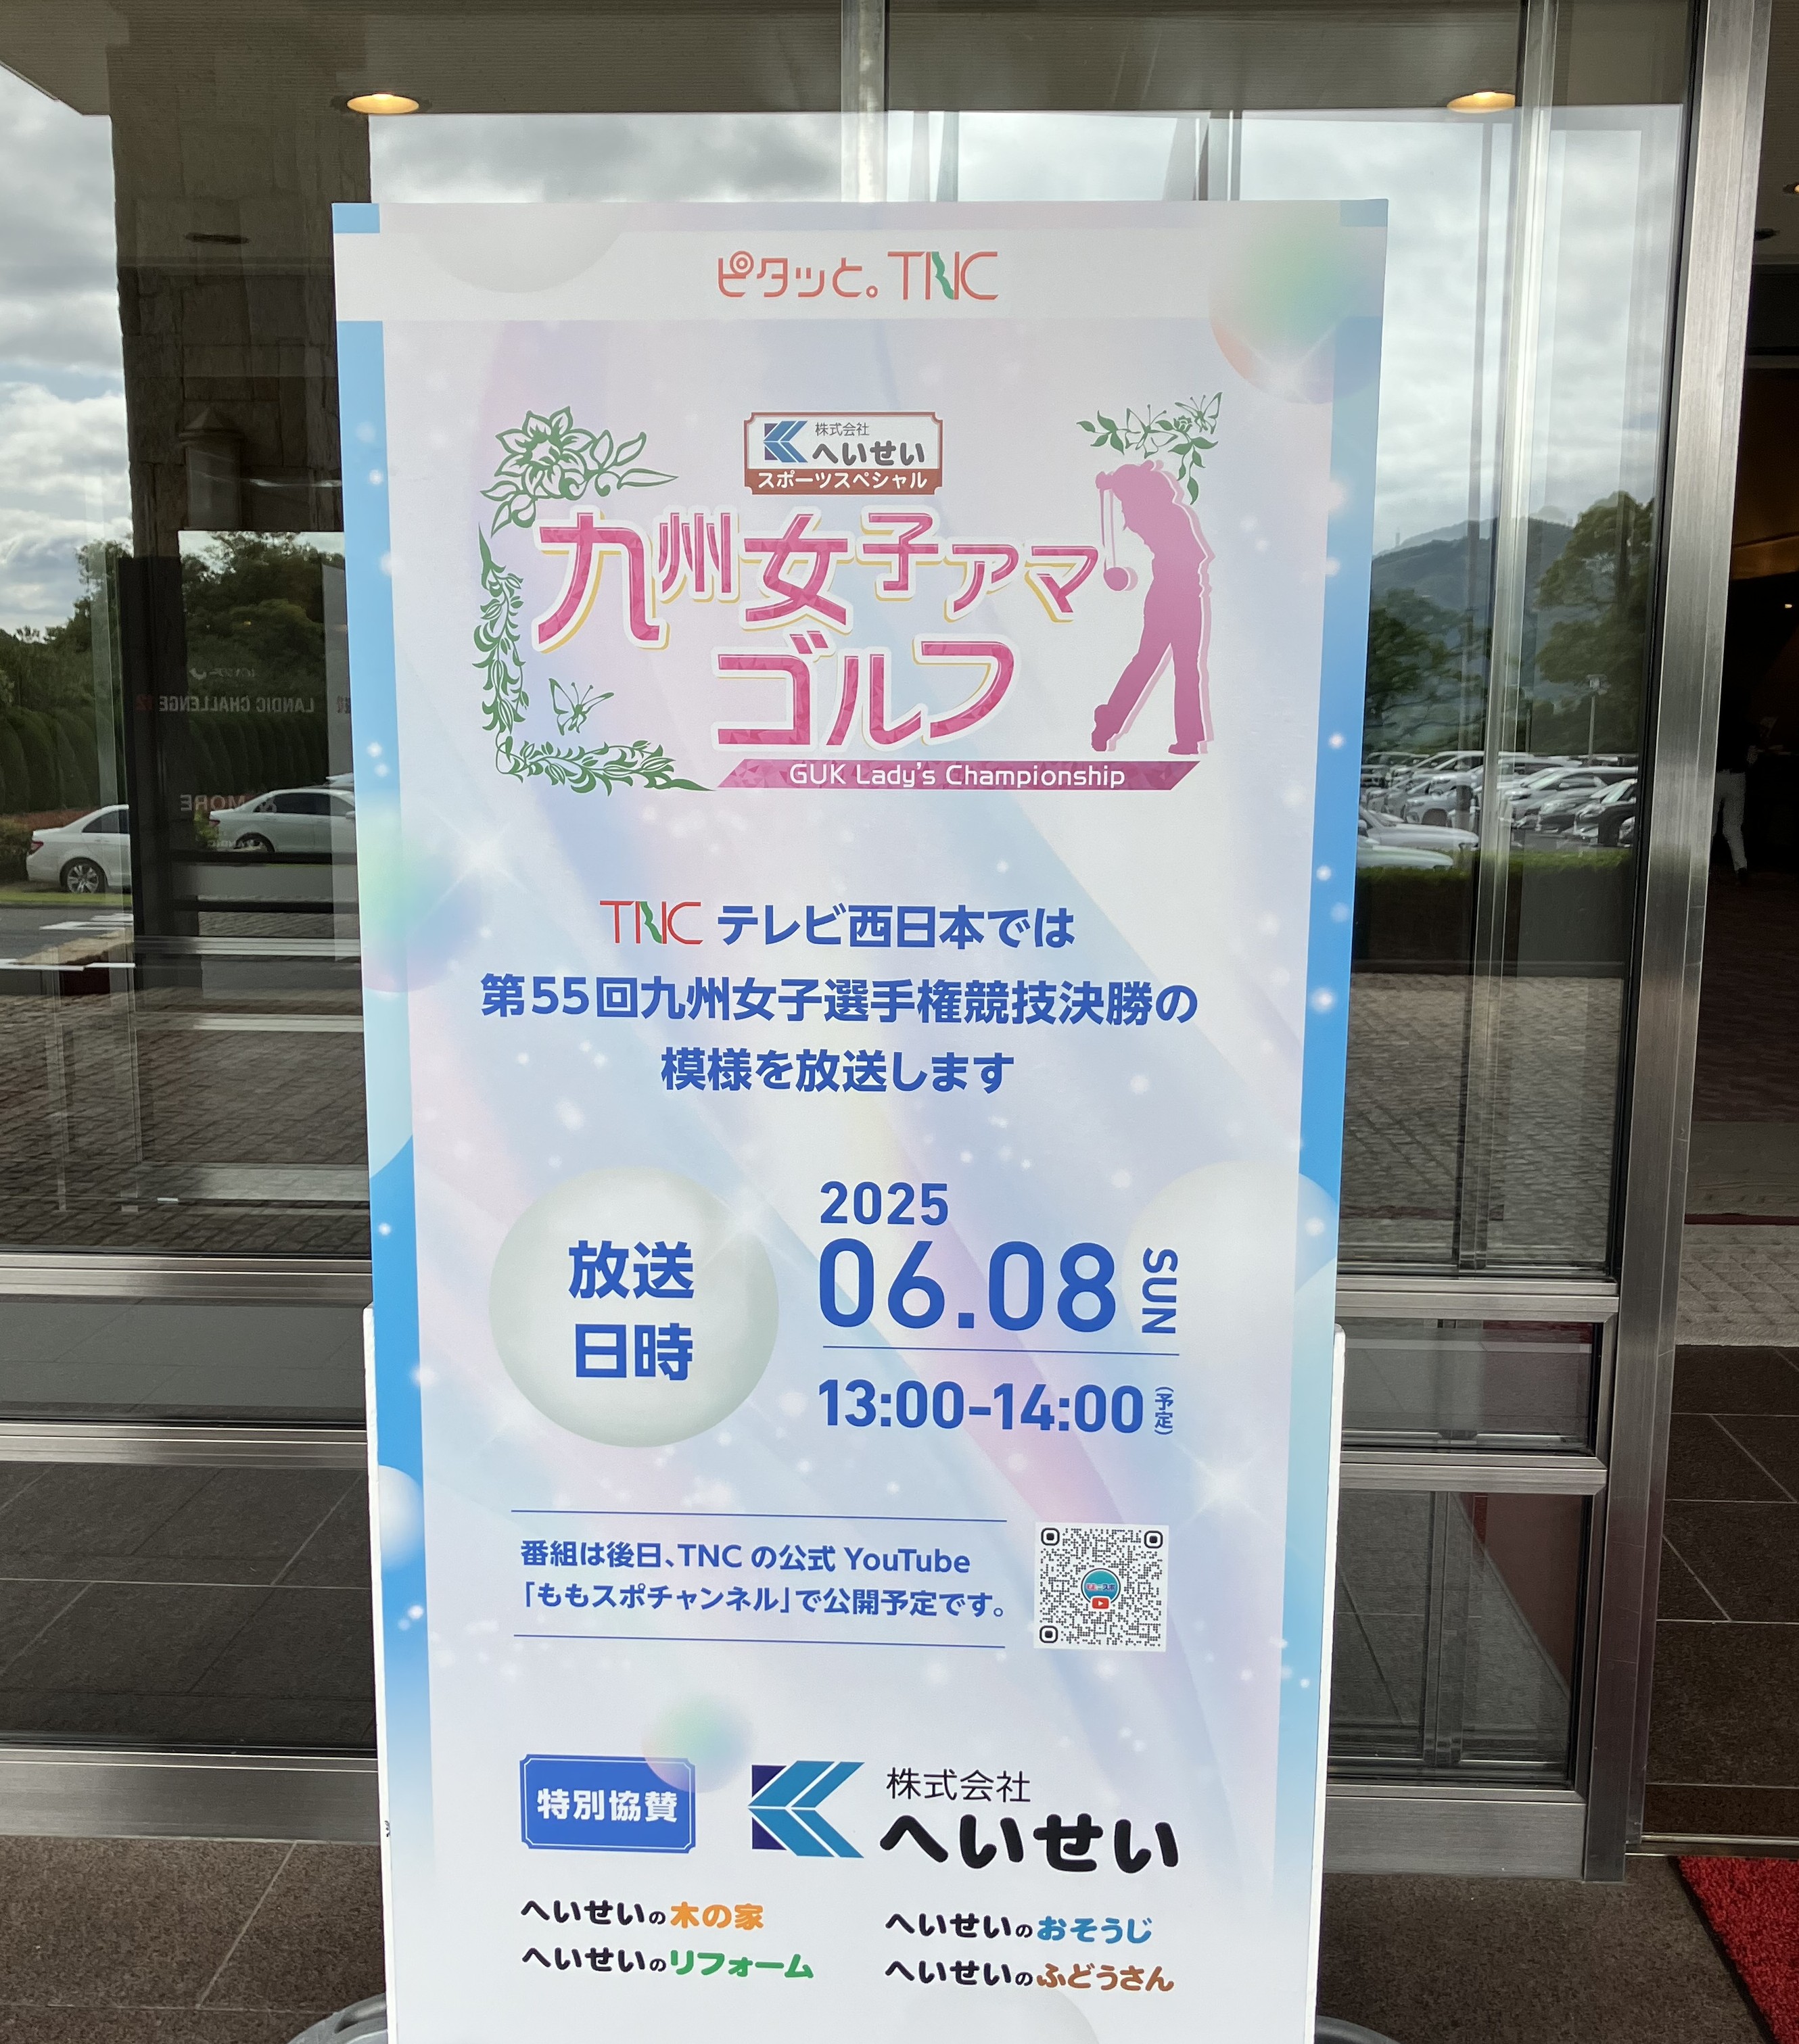 ピタッと。TNC
株式会社
へいせい
スポーツスペシャル
九州女子アマ
ゴルフ
GUK Lady's Championship
TNC テレビ西日本では
第55回九州女子選手権競技決勝の
模様を放送します
放送
日時
2025
06.08 SUN
13:00-14:00(予定)
番組は後日、TNC の公式 YouTube
「ももスポチャンネル」で公開予定です。
特別協賛
株式会社
へいせい
へいせいの木の家
へいせいのおそうじ
へいせいのリフォーム
へいせいのふどうさん
LANDIC CHALLENGE 12
MORE